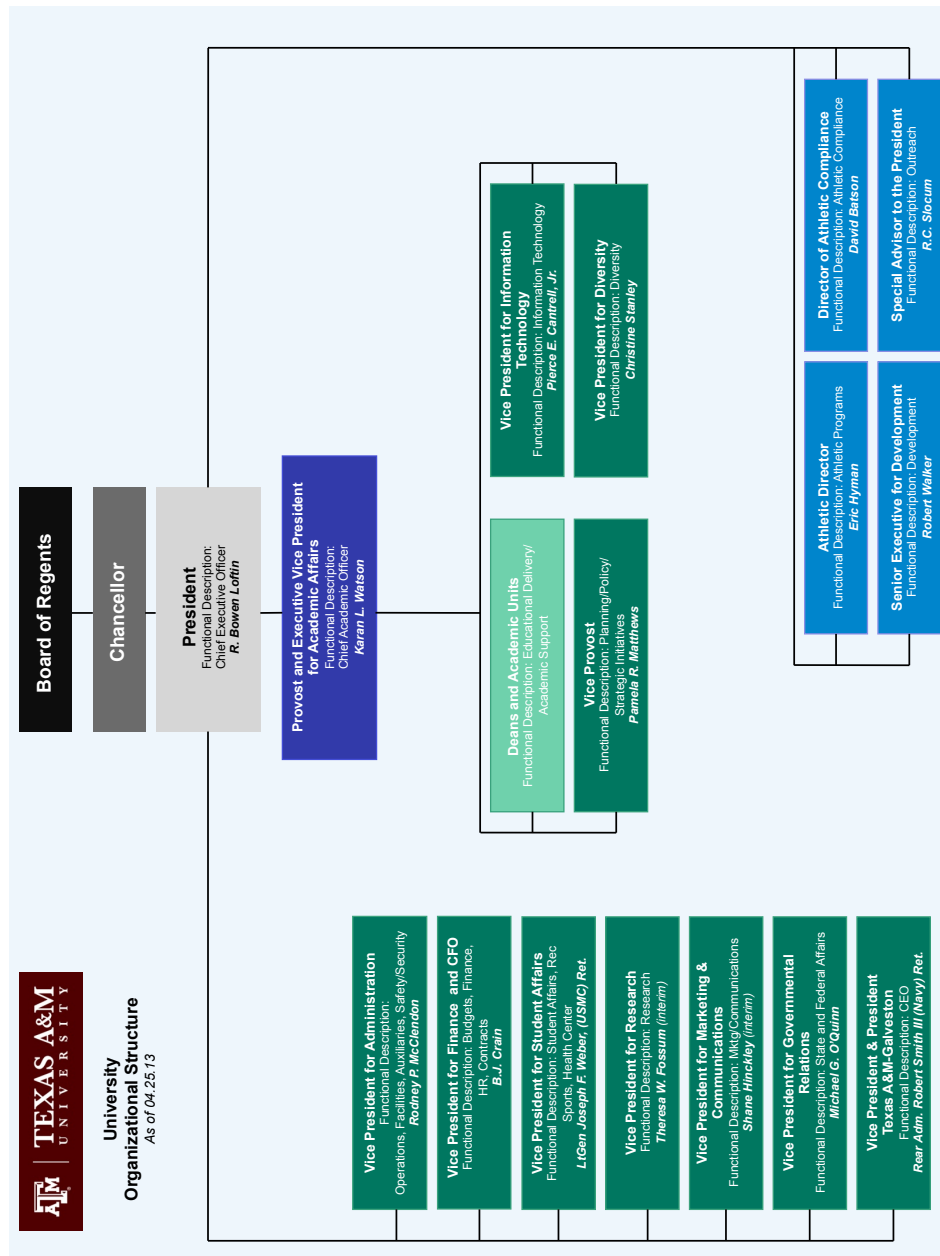 ĀM
TEXAS A&M
UNIVERSITY
University
Organizational Structure
As of 04.25.13
Board of Regents
Chancellor
President
Functional Description:
Chief Executive Officer
R. Bowen Loftin
Provost and Executive Vice President
for Academic Affairs
Functional Description:
Chief Academic Officer
Karan L. Watson
Vice President for Administration
Functional Description:
Operations, Facilities, Auxiliaries, Safety/Security
Rodney P. McClendon
Vice President for Finance and CFO
Functional Description: Budgets, Finance,
HR, Contracts
B.J. Crain
Vice President for Student Affairs
Functional Description: Student Affairs, Rec
Sports, Health Center
LtGen Joseph F. Weber, (USMC) Ret.
Vice President for Research
Functional Description: Research
Theresa W. Fossum (interim)
Vice President for Marketing &
Communications
Functional Description: Mktg/Communications
Shane Hinckley (interim)
Vice President for Governmental
Relations
Functional Description: State and Federal Affairs
Michael G. O'Quinn
Vice President & President
Texas A&M-Galveston
Functional Description: CEO
Rear Adm. Robert Smith III (Navy) Ret.
Deans and Academic Units
Functional Description: Educational Delivery/
Academic Support
Vice Provost
Functional Description: Planning/Policy/
Strategic Initiatives
Pamela R. Matthews
Vice President for Information
Technology
Functional Description: Information Technology
Pierce E. Cantrell, Jr.
Vice President for Diversity
Functional Description: Diversity
Christine Stanley
Athletic Director
Functional Description: Athletic Programs
Eric Hyman
Director of Athletic Compliance
Functional Description: Athletic Compliance
David Batson
Senior Executive for Development
Functional Description: Development
Robert Walker
Special Advisor to the President
Functional Description: Outreach
R.C. Slocum